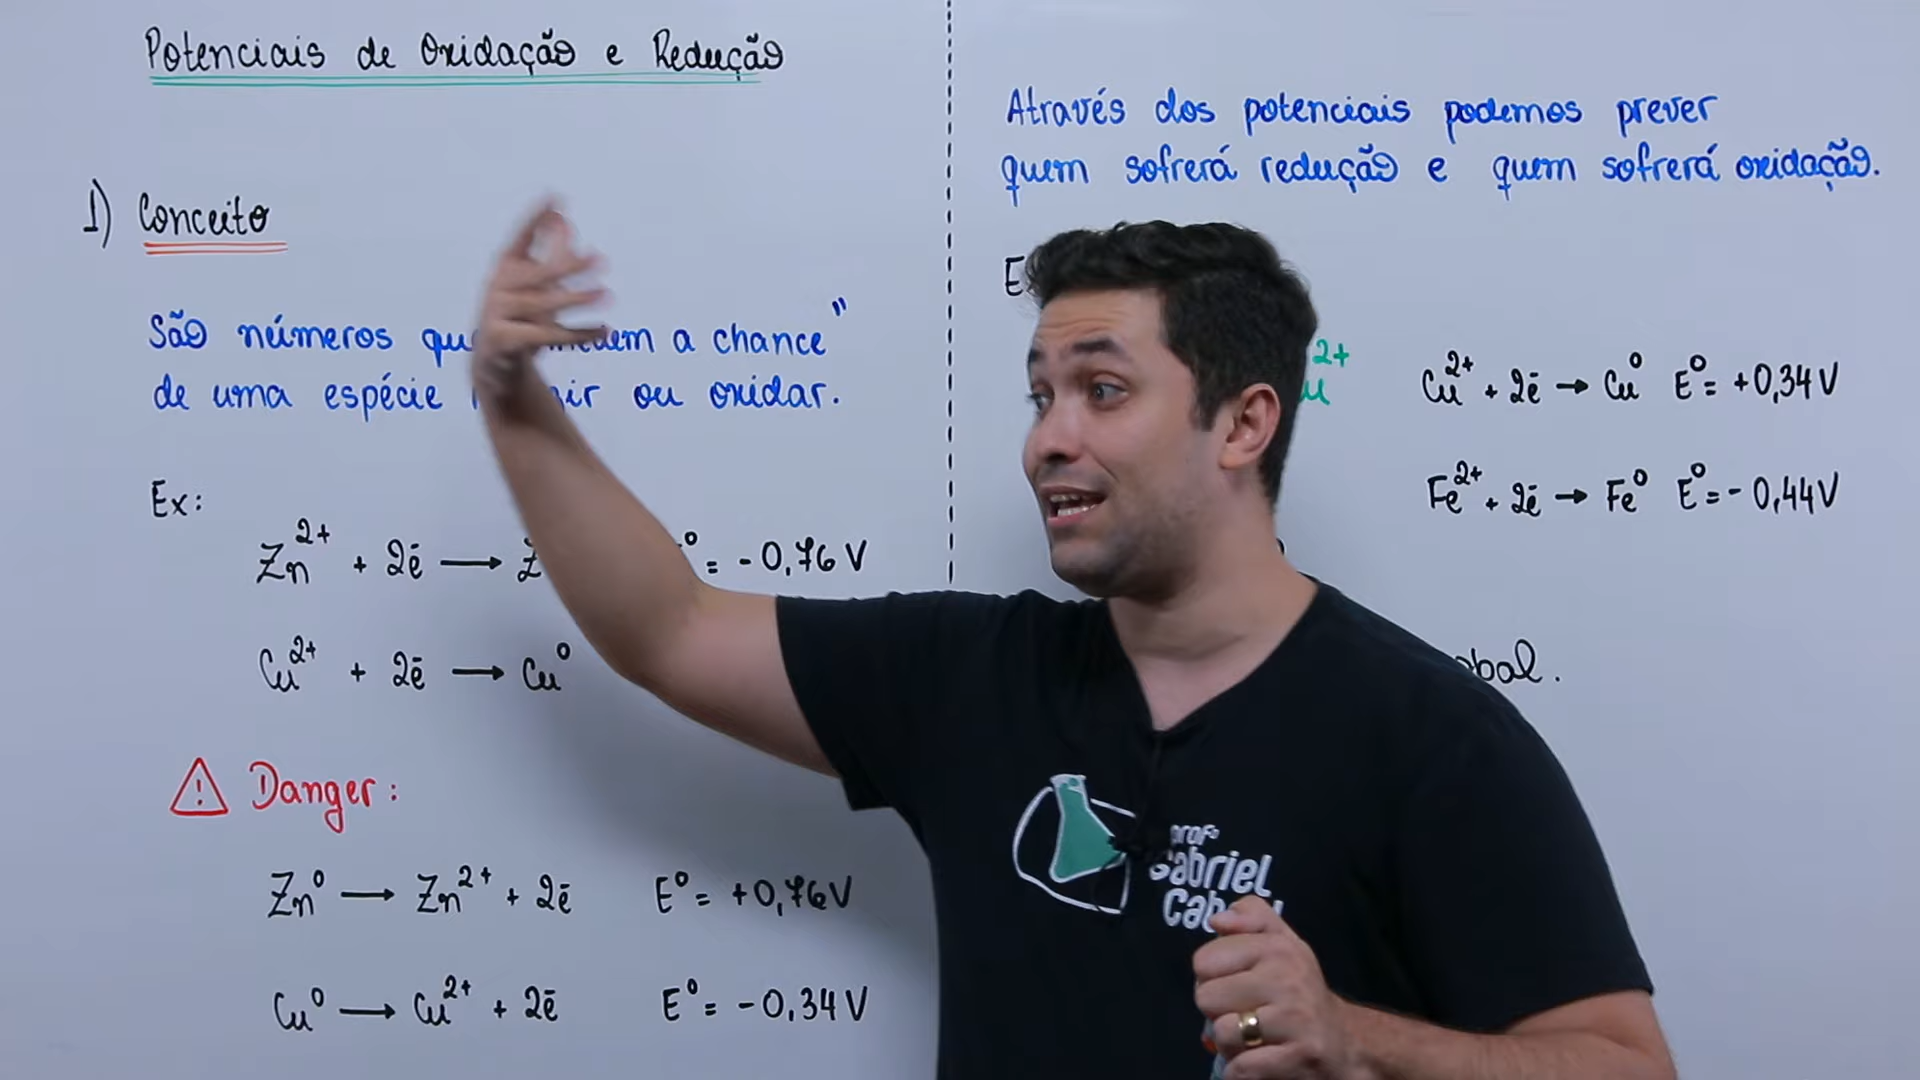 Potenciais de Oxidação e Redução
1) Conceito
São números que medem a chance"
de uma espécie ou oxidar.
Ex:
Zn²⁺ + 2ē → = -0,76 V
Cu²⁺ + 2ē → Cu⁰
Danger:
Zn⁰ → Zn²⁺ + 2ē E⁰ = +0,76V
Cu⁰ → Cu²⁺ + 2ē E⁰ = -0,34 V
Através dos potenciais podemos prever
quem sofrerá redução e quem sofrerá oxidação.
Cu²⁺ + 2ē → Cu⁰ E⁰ = +0,34 V
Fe²⁺ + 2ē → Fe⁰ E⁰ = -0,44V
prof.
Gabriel